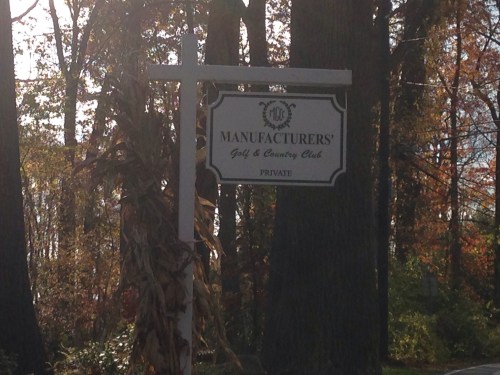 MANUFACTURERS'
Golf & Country Club
PRIVATE